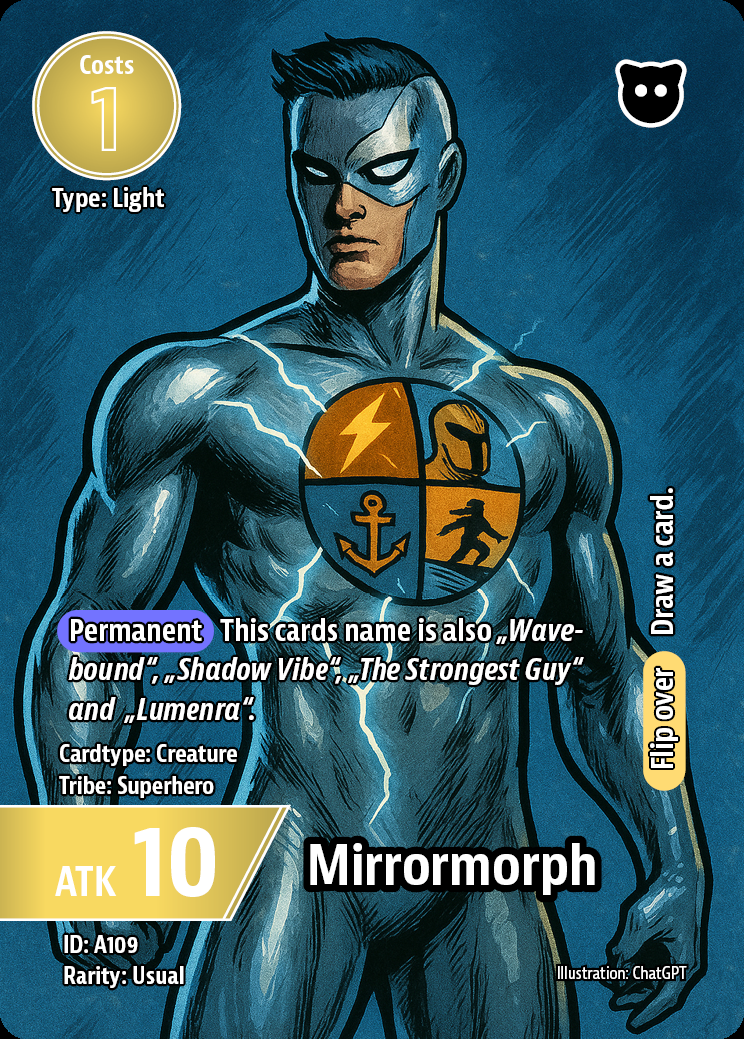 Costs
1
Type: Light
Permanent This cards name is also „Wave-
bound“, „Shadow Vibe“, „The Strongest Guy“
and „Lumenra“.
Flip over Draw a card.
Cardtype: Creature
Tribe: Superhero
ATK 10
Mirrormorph
ID: A109
Rarity: Usual
Illustration: ChatGPT